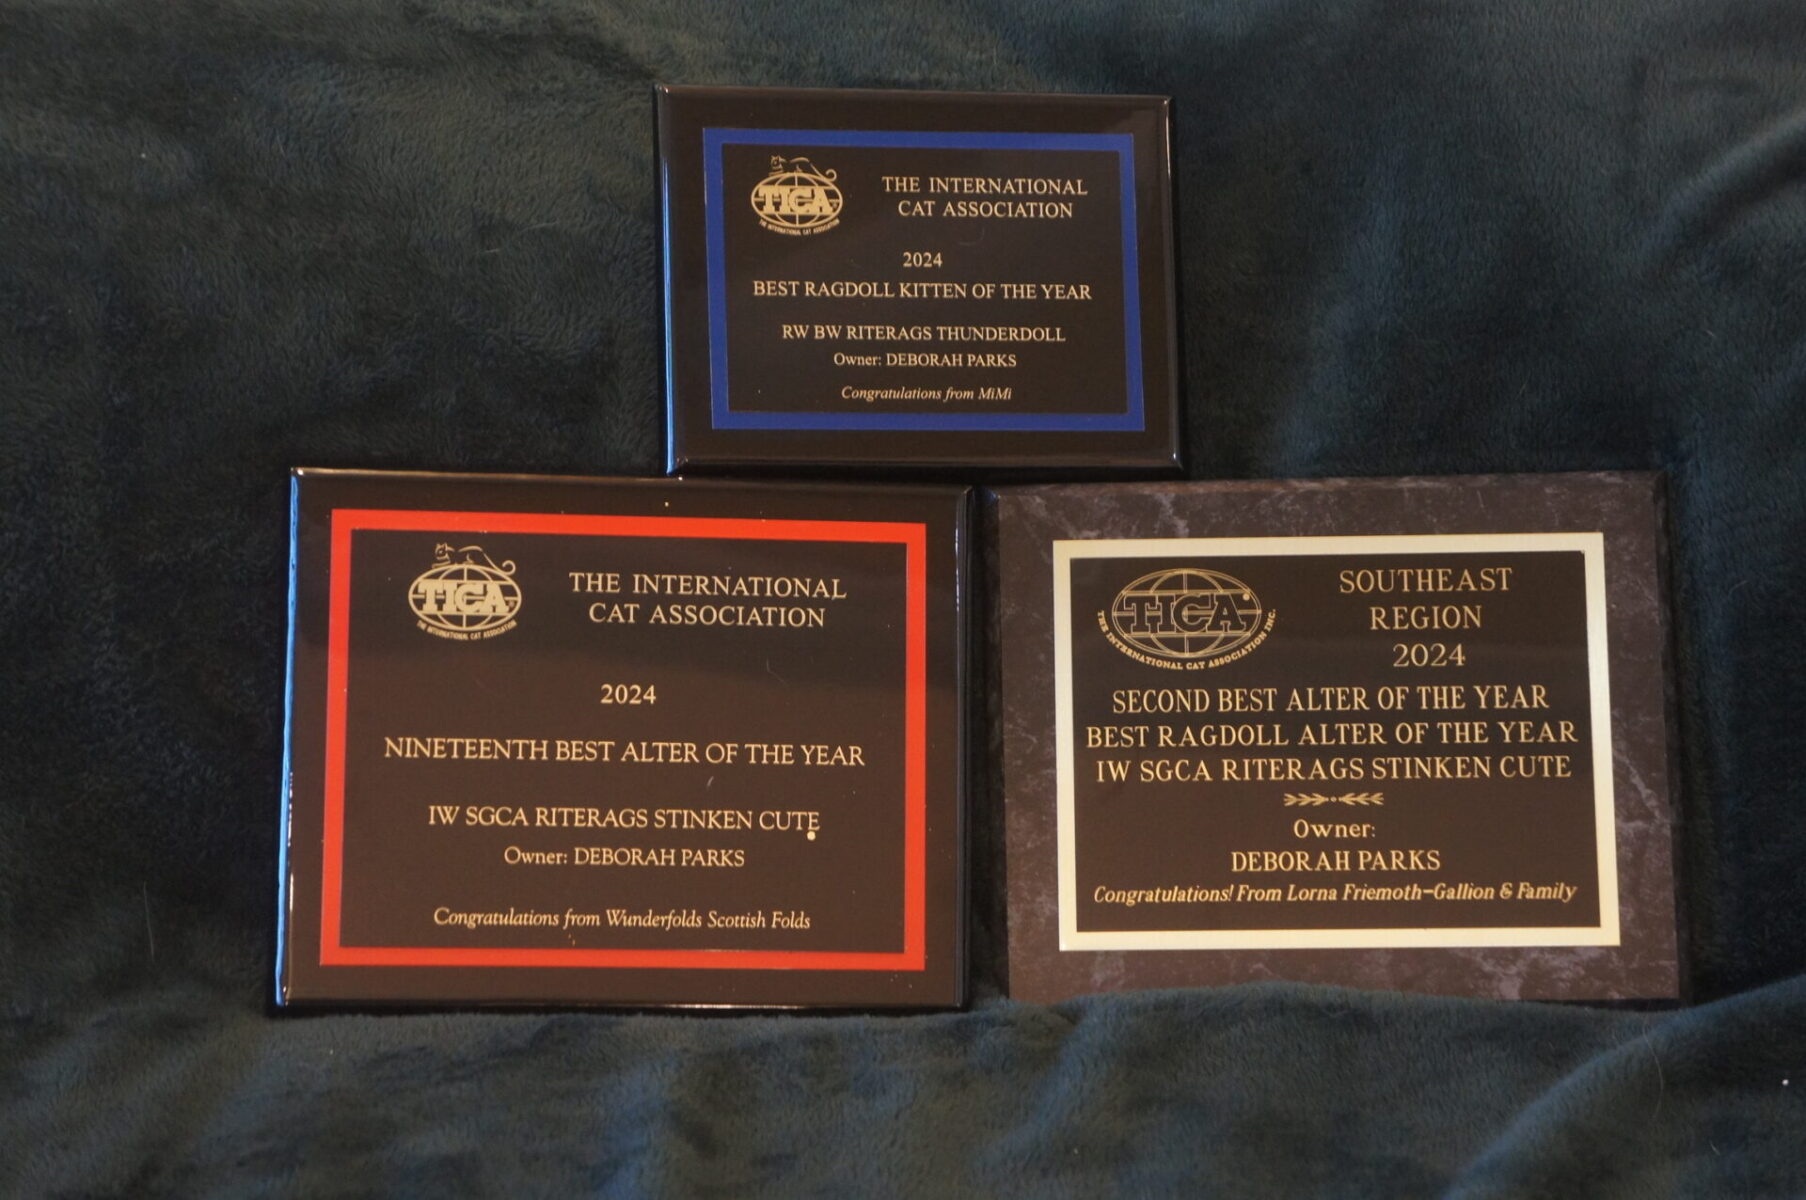 TICA
THE INTERNATIONAL CAT ASSOCIATION
THE INTERNATIONAL
CAT ASSOCIATION
2024
BEST RAGDOLL KITTEN OF THE YEAR
RW BW RITERAGS THUNDERDOLL
Owner: DEBORAH PARKS
Congratulations from MiMi
TICA
THE INTERNATIONAL CAT ASSOCIATION
THE INTERNATIONAL
CAT ASSOCIATION
2024
NINETEENTH BEST ALTER OF THE YEAR
IW SGCA RITERAGS STINKEN CUTE
Owner: DEBORAH PARKS
Congratulations from Wunderfolds Scottish Folds
TICA
THE INTERNATIONAL CAT ASSOCIATION INC.
SOUTHEAST
REGION
2024
SECOND BEST ALTER OF THE YEAR
BEST RAGDOLL ALTER OF THE YEAR
IW SGCA RITERAGS STINKEN CUTE
Owner:
DEBORAH PARKS
Congratulations! From Lorna Friemoth-Gallion & Family